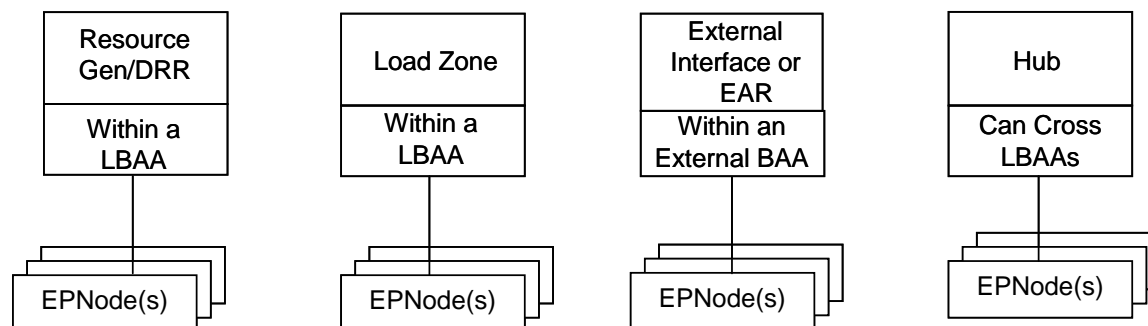 Resource
Gen/DRR
Within a
LBAA
EPNode(s)
Load Zone
Within a
LBAA
EPNode(s)
External
Interface or
EAR
Within an
External BAA
EPNode(s)
Hub
Can Cross
LBAAs
EPNode(s)